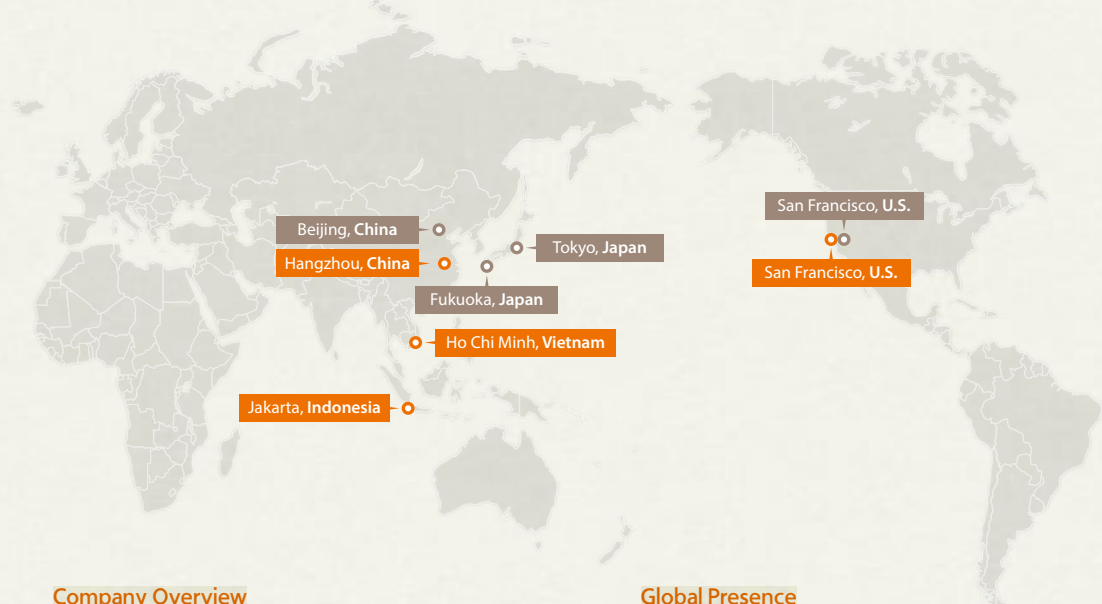 San Francisco, U.S.
Beijing, China
Tokyo, Japan
Hangzhou, China
San Francisco, U.S.
Fukuoka, Japan
Ho Chi Minh, Vietnam
Jakarta, Indonesia
Company Overview
Global Presence